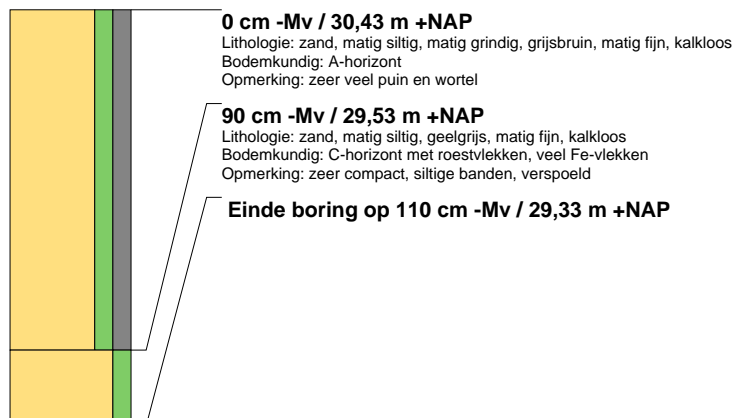 0 cm -Mv / 30,43 m +NAP
Lithologie: zand, matig siltig, matig grindig, grijsbruin, matig fijn, kalkloos
Bodemkundig: A-horizont
Opmerking: zeer veel puin en wortel
90 cm -Mv / 29,53 m +NAP
Lithologie: zand, matig siltig, geelgrijs, matig fijn, kalkloos
Bodemkundig: C-horizont met roestvlekken, veel Fe-vlekken
Opmerking: zeer compact, siltige banden, verspoeld
Einde boring op 110 cm -Mv / 29,33 m +NAP